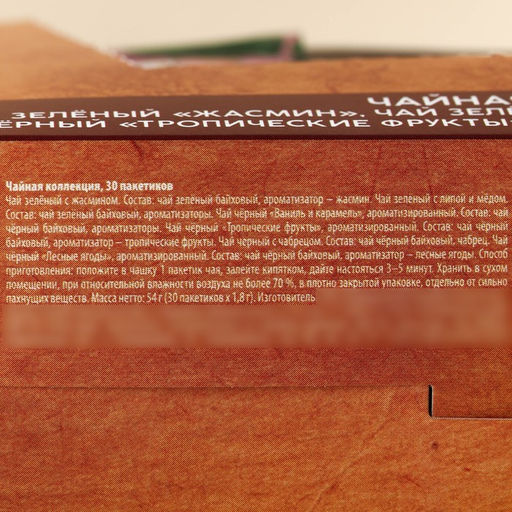 ЧАЙНА
ЗЕЛЁНЫЙ «ЖАСМИН». ЧАЙ ЗЕЛ
ЁРНЫЙ «ТРОПИЧЕСКИЕ ФРУКТЫ
Чайная коллекция, 30 пакетиков
Чай зелёный с жасмином. Состав: чай зелёный байховый, ароматизатор – жасмин. Чай зеленый с липой и мёдом.
Состав: чай зеленый байховый, ароматизаторы. Чай чёрный «Ваниль и карамель», ароматизированный. Состав: чай
чёрный байховый, ароматизаторы. Чай чёрный «Тропические фрукты», ароматизированный. Состав: чай чёрный
байховый, ароматизатор – тропические фрукты. Чай черный с чабрецом. Состав: чай чёрный байховый, чабрец. Чай
чёрный «Лесные ягоды», ароматизированный. Состав: чай чёрный байховый, ароматизатор – лесные ягоды. Способ
приготовления: положите в чашку 1 пакетик чая, залейте кипятком, дайте настояться 3–5 минут. Хранить в сухом
помещении, при относительной влажности воздуха не более 70 %, в плотно закрытой упаковке, отдельно от сильно
пахнущих веществ. Масса нетто: 54 г (30 пакетиков х 1,8 г). Изготовитель